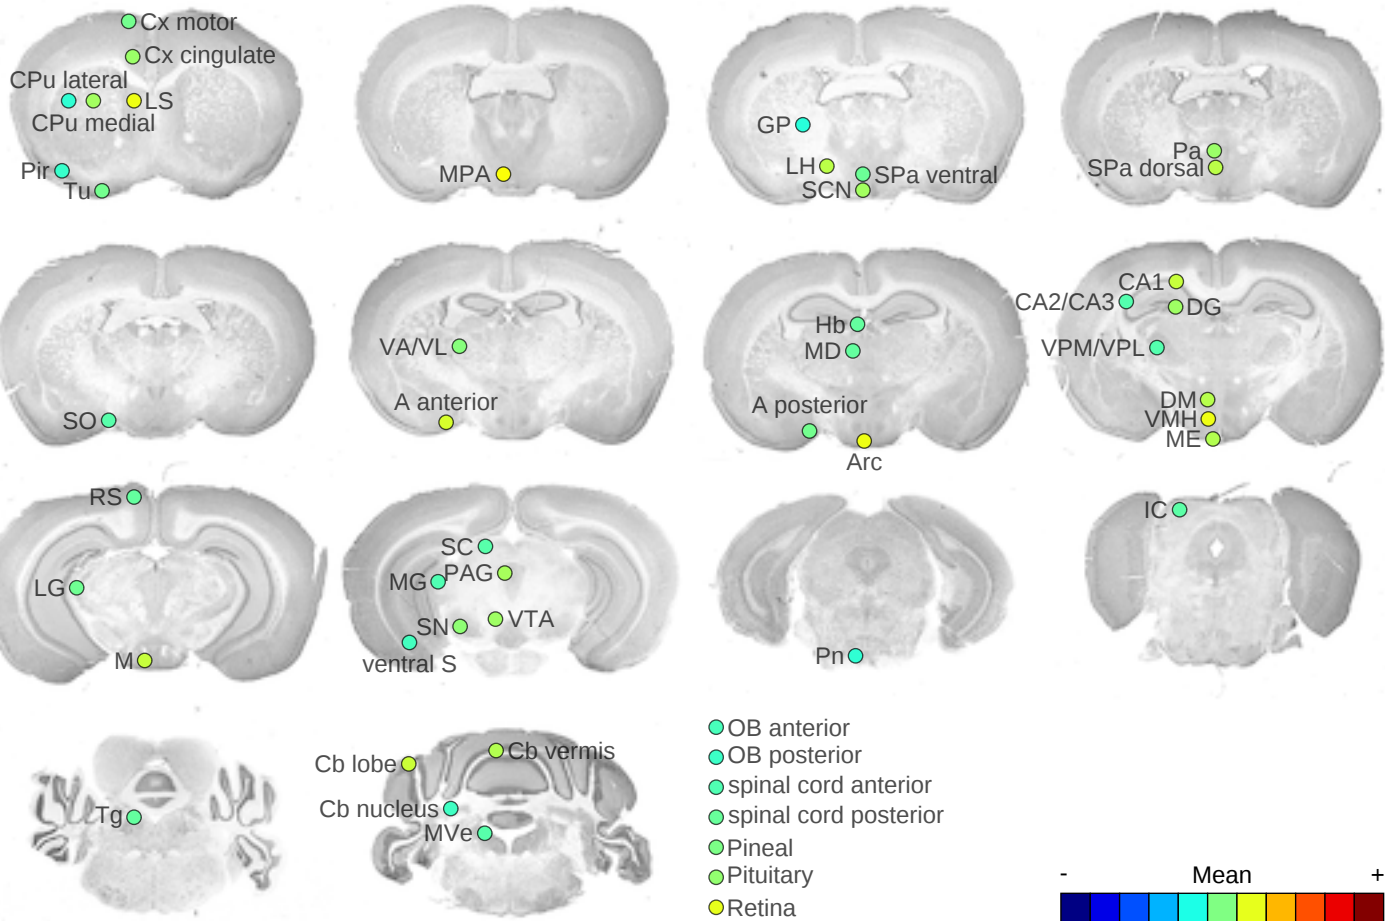 Cx motor
Cx cingulate
CPu lateral
LS
CPu medial
Pir
Tu
MPA
GP
LH
SPa ventral
SCN
Pa
SPa dorsal
SO
VA/VL
A anterior
Hb
MD
A posterior
Arc
CA1
CA2/CA3
DG
VPM/VPL
DM
VMH
ME
RS
LG
M
SC
MG
PAG
SN
VTA
ventral S
Pn
IC
Tg
Cb lobe
Cb vermis
Cb nucleus
MVe
OB anterior
OB posterior
spinal cord anterior
spinal cord posterior
Pineal
Pituitary
Retina
- Mean +